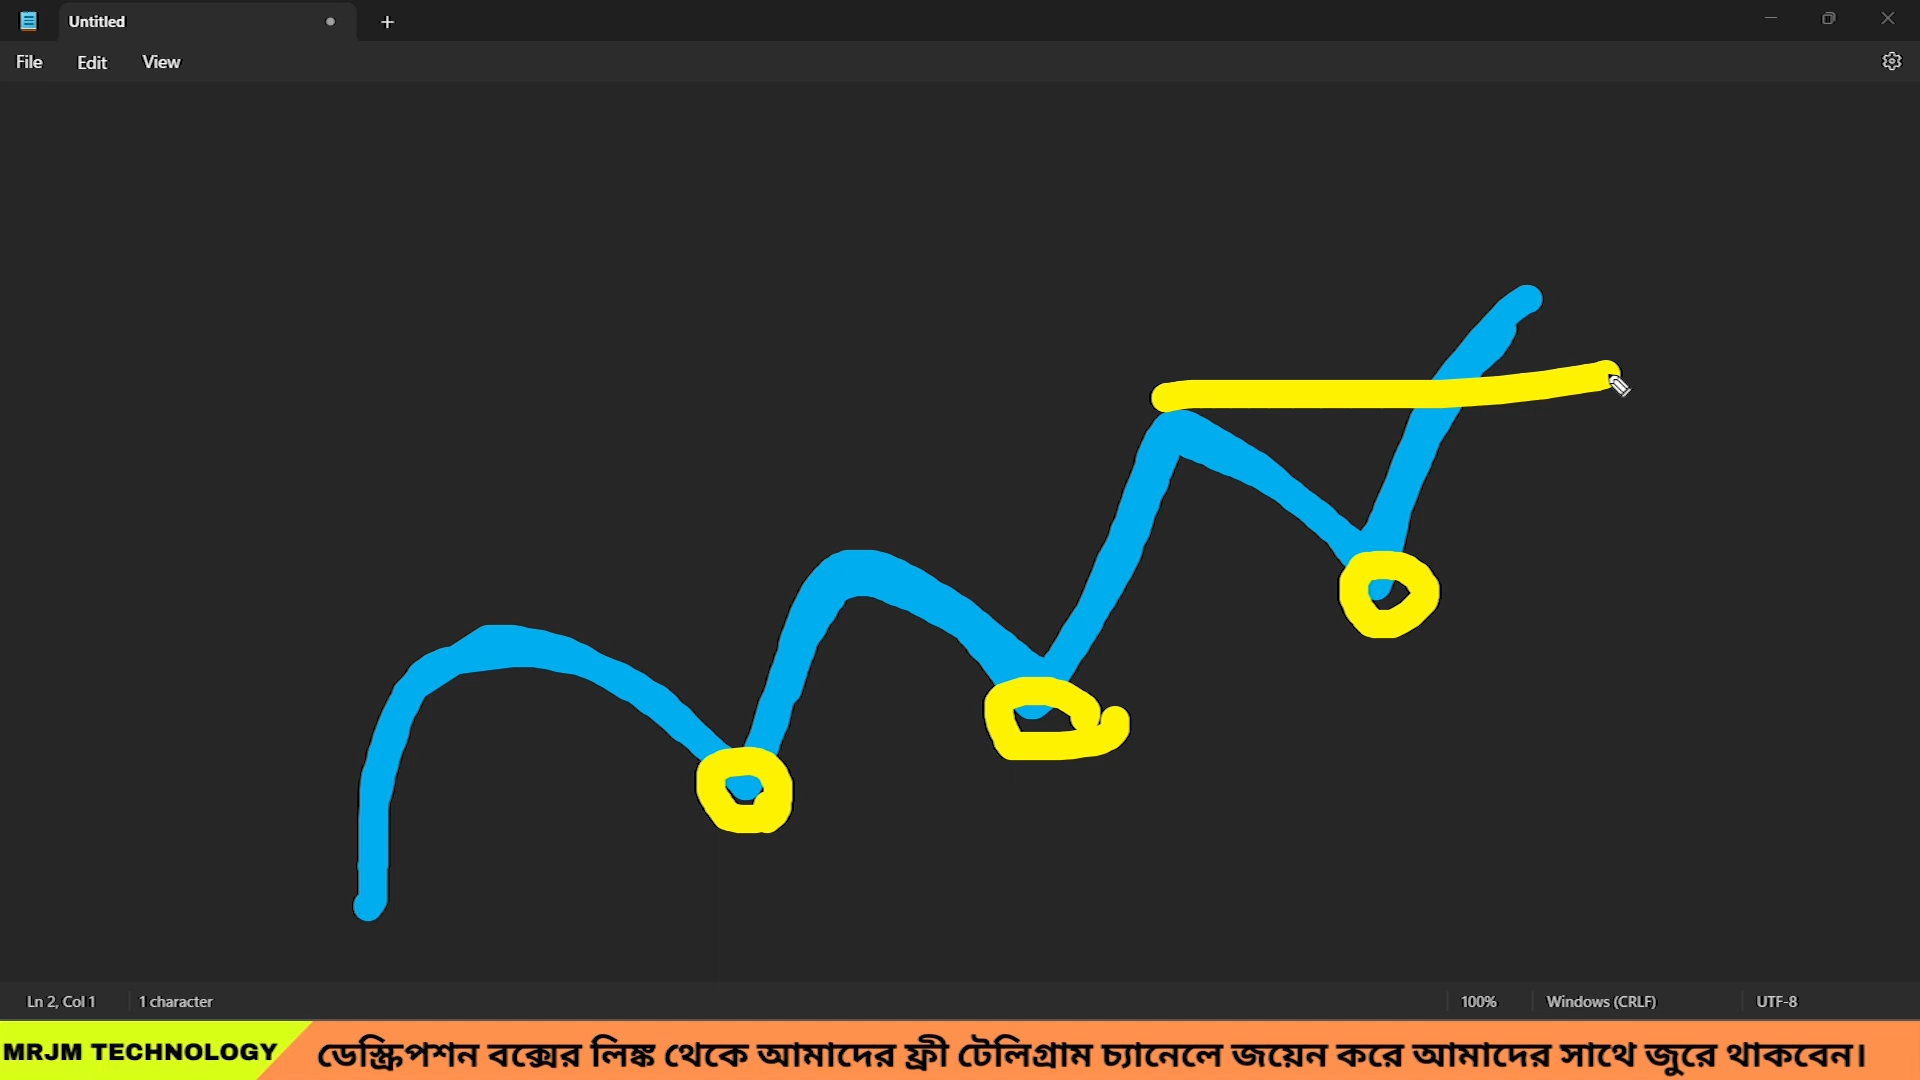 Untitled
File Edit View
Ln 2, Col 1 1 character 100% Windows (CRLF) UTF-8
MRJM TECHNOLOGY ডেস্ক্রিপশন বক্সের লিঙ্ক থেকে আমাদের ফ্রী টেলিগ্রাম চ্যানেলে জয়েন করে আমাদের সাথে জুরে থাকবেন।